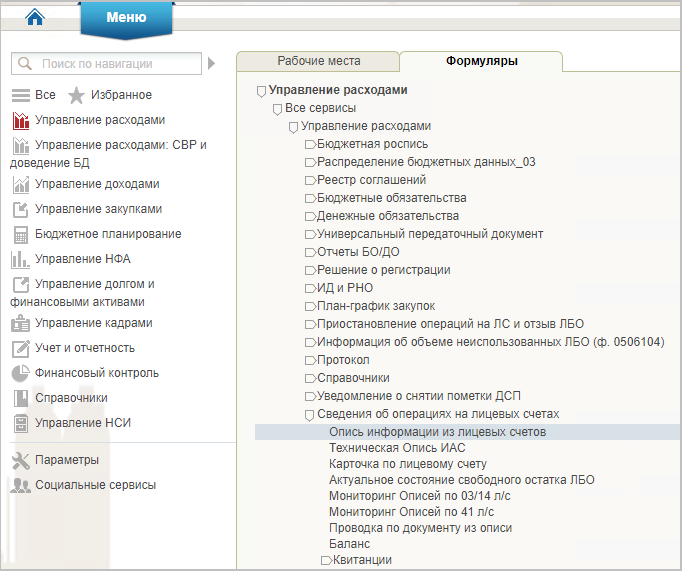 Меню
Поиск по навигации
Все
Избранное
Управление расходами
Управление расходами: СВР и
доведение БД
Управление доходами
Управление закупками
Бюджетное планирование
Управление НФА
Управление долгом и
финансовыми активами
Управление кадрами
Учет и отчетность
Финансовый контроль
Справочники
Управление НСИ
Параметры
Социальные сервисы
Рабочие места
Формуляры
Управление расходами
Все сервисы
Управление расходами
Бюджетная роспись
Распределение бюджетных данных_03
Реестр соглашений
Бюджетные обязательства
Денежные обязательства
Универсальный передаточный документ
Отчеты БО/ДО
Решение о регистрации
ИД и РНО
План-график закупок
Приостановление операций на ЛС и отзыв ЛБО
Информация об объеме неиспользованных ЛБО (ф. 0506104)
Протокол
Справочники
Уведомление о снятии пометки ДСП
Сведения об операциях на лицевых счетах
Опись информации из лицевых счетов
Техническая Опись ИАС
Карточка по лицевому счету
Актуальное состояние свободного остатка ЛБО
Мониторинг Описей по 03/14 л/с
Мониторинг Описей по 41 л/с
Проводка по документу из описи
Баланс
Квитанции